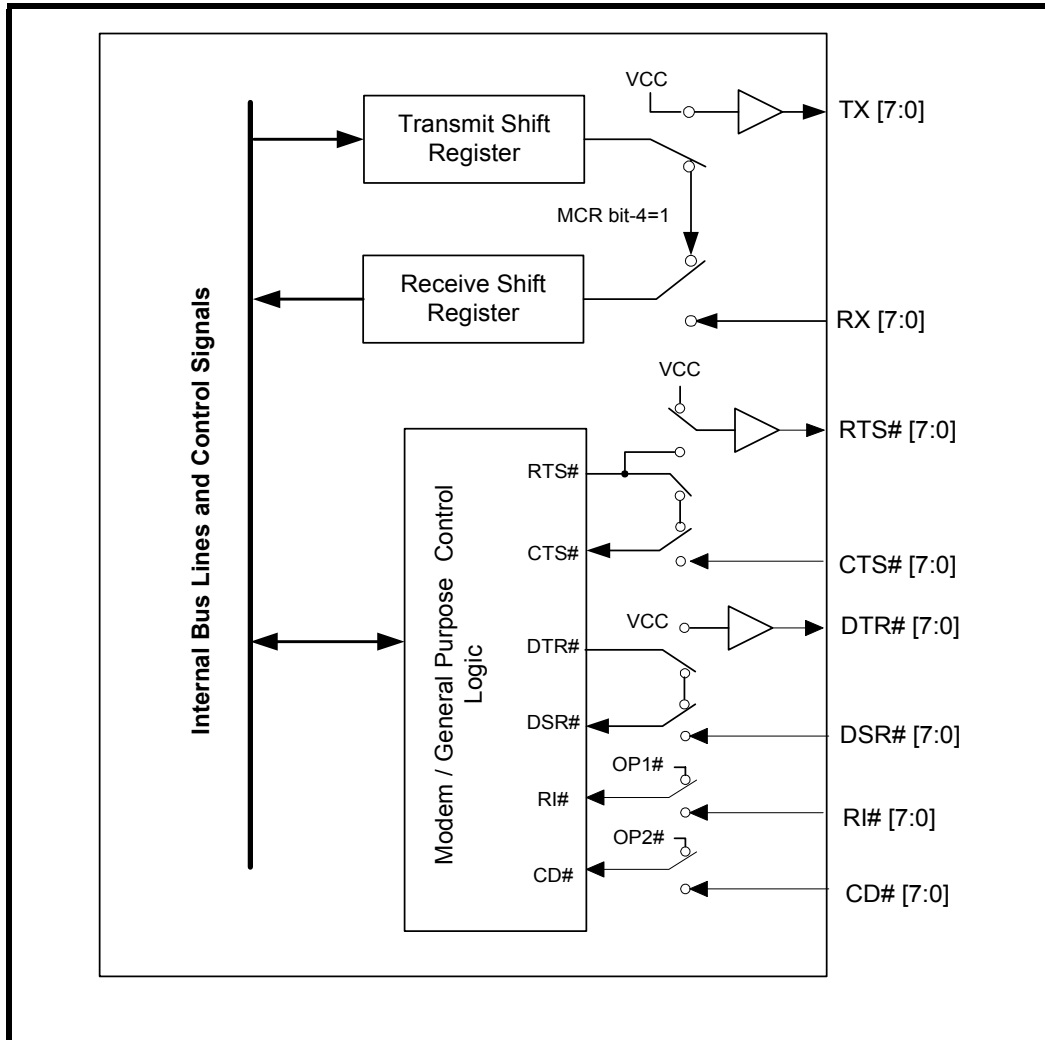 VCC
TX [7:0]
Transmit Shift
Register
MCR bit-4=1
Receive Shift
Register
RX [7:0]
Internal Bus Lines and Control Signals
VCC
RTS# [7:0]
RTS#
CTS#
CTS# [7:0]
Modem / General Purpose Control
Logic
VCC
DTR# [7:0]
DTR#
DSR#
DSR# [7:0]
OP1#
RI#
RI# [7:0]
OP2#
CD#
CD# [7:0]